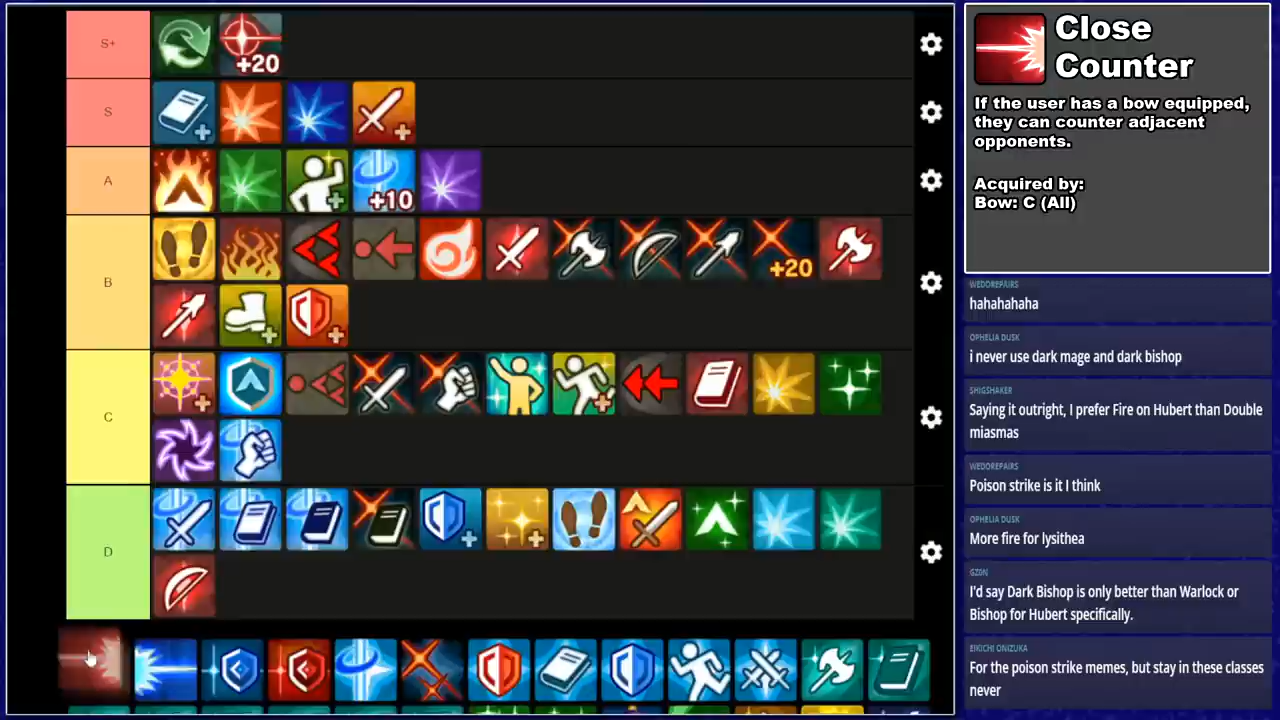 S+
+20
S
A
+10
B
+20
C
D
Close
Counter
If the user has a bow equipped,
they can counter adjacent
opponents.
Acquired by:
Bow: C (All)
WEDOREPAIRS
hahahahaha
OPHELIA DUSK
i never use dark mage and dark bishop
SHIGSHAKER
Saying it outright, I prefer Fire on Hubert than Double
miasmas
WEDOREPAIRS
Poison strike is it I think
OPHELIA DUSK
More fire for lysithea
GZ0N
I'd say Dark Bishop is only better than Warlock or
Bishop for Hubert specifically.
EIKICHI ONIZUKA
For the poison strike memes, but stay in these classes
never